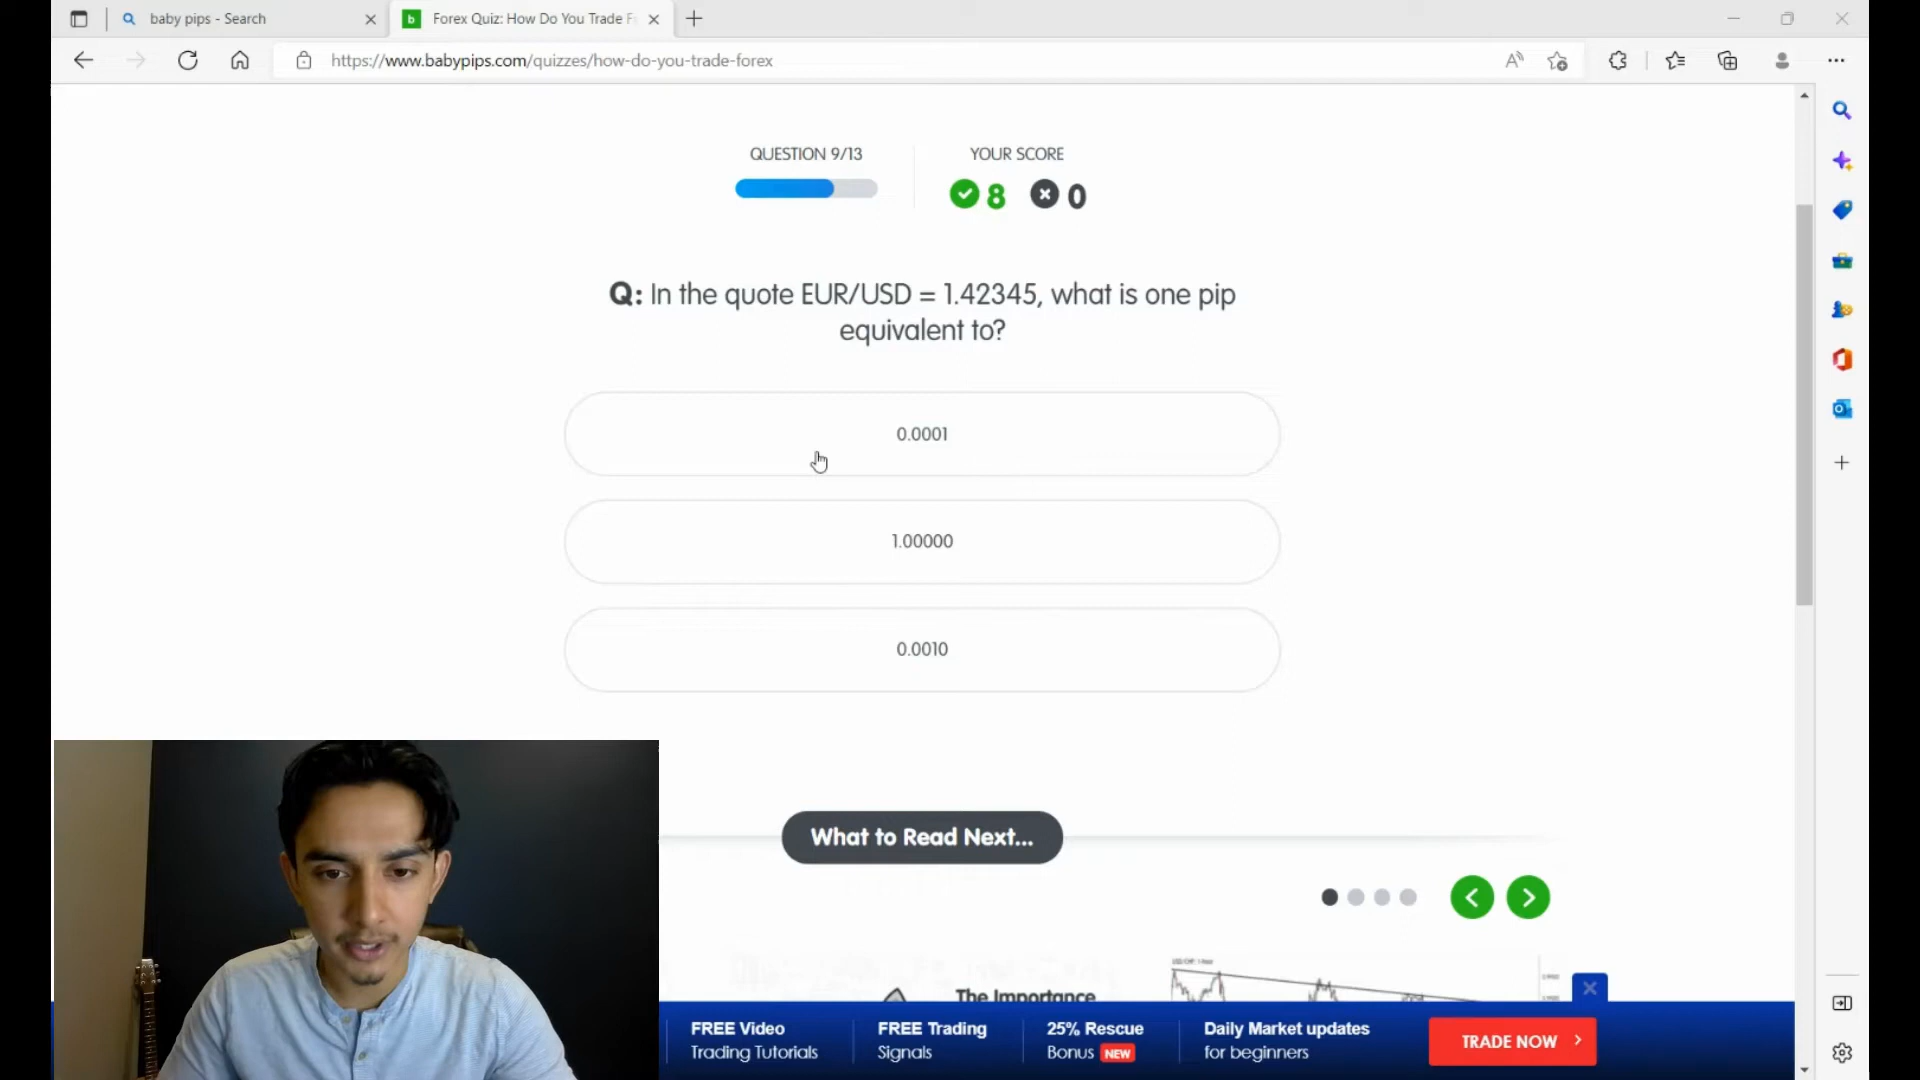 baby pips - Search
Forex Quiz: How Do You Trade F
https://www.babypips.com/quizzes/how-do-you-trade-forex
QUESTION 9/13
YOUR SCORE
8 0
Q: In the quote EUR/USD = 1.42345, what is one pip
equivalent to?
0.0001
1.00000
0.0010
What to Read Next...
The Importance
FREE Video
Trading Tutorials
FREE Trading
Signals
25% Rescue
Bonus NEW
Daily Market updates
for beginners
TRADE NOW